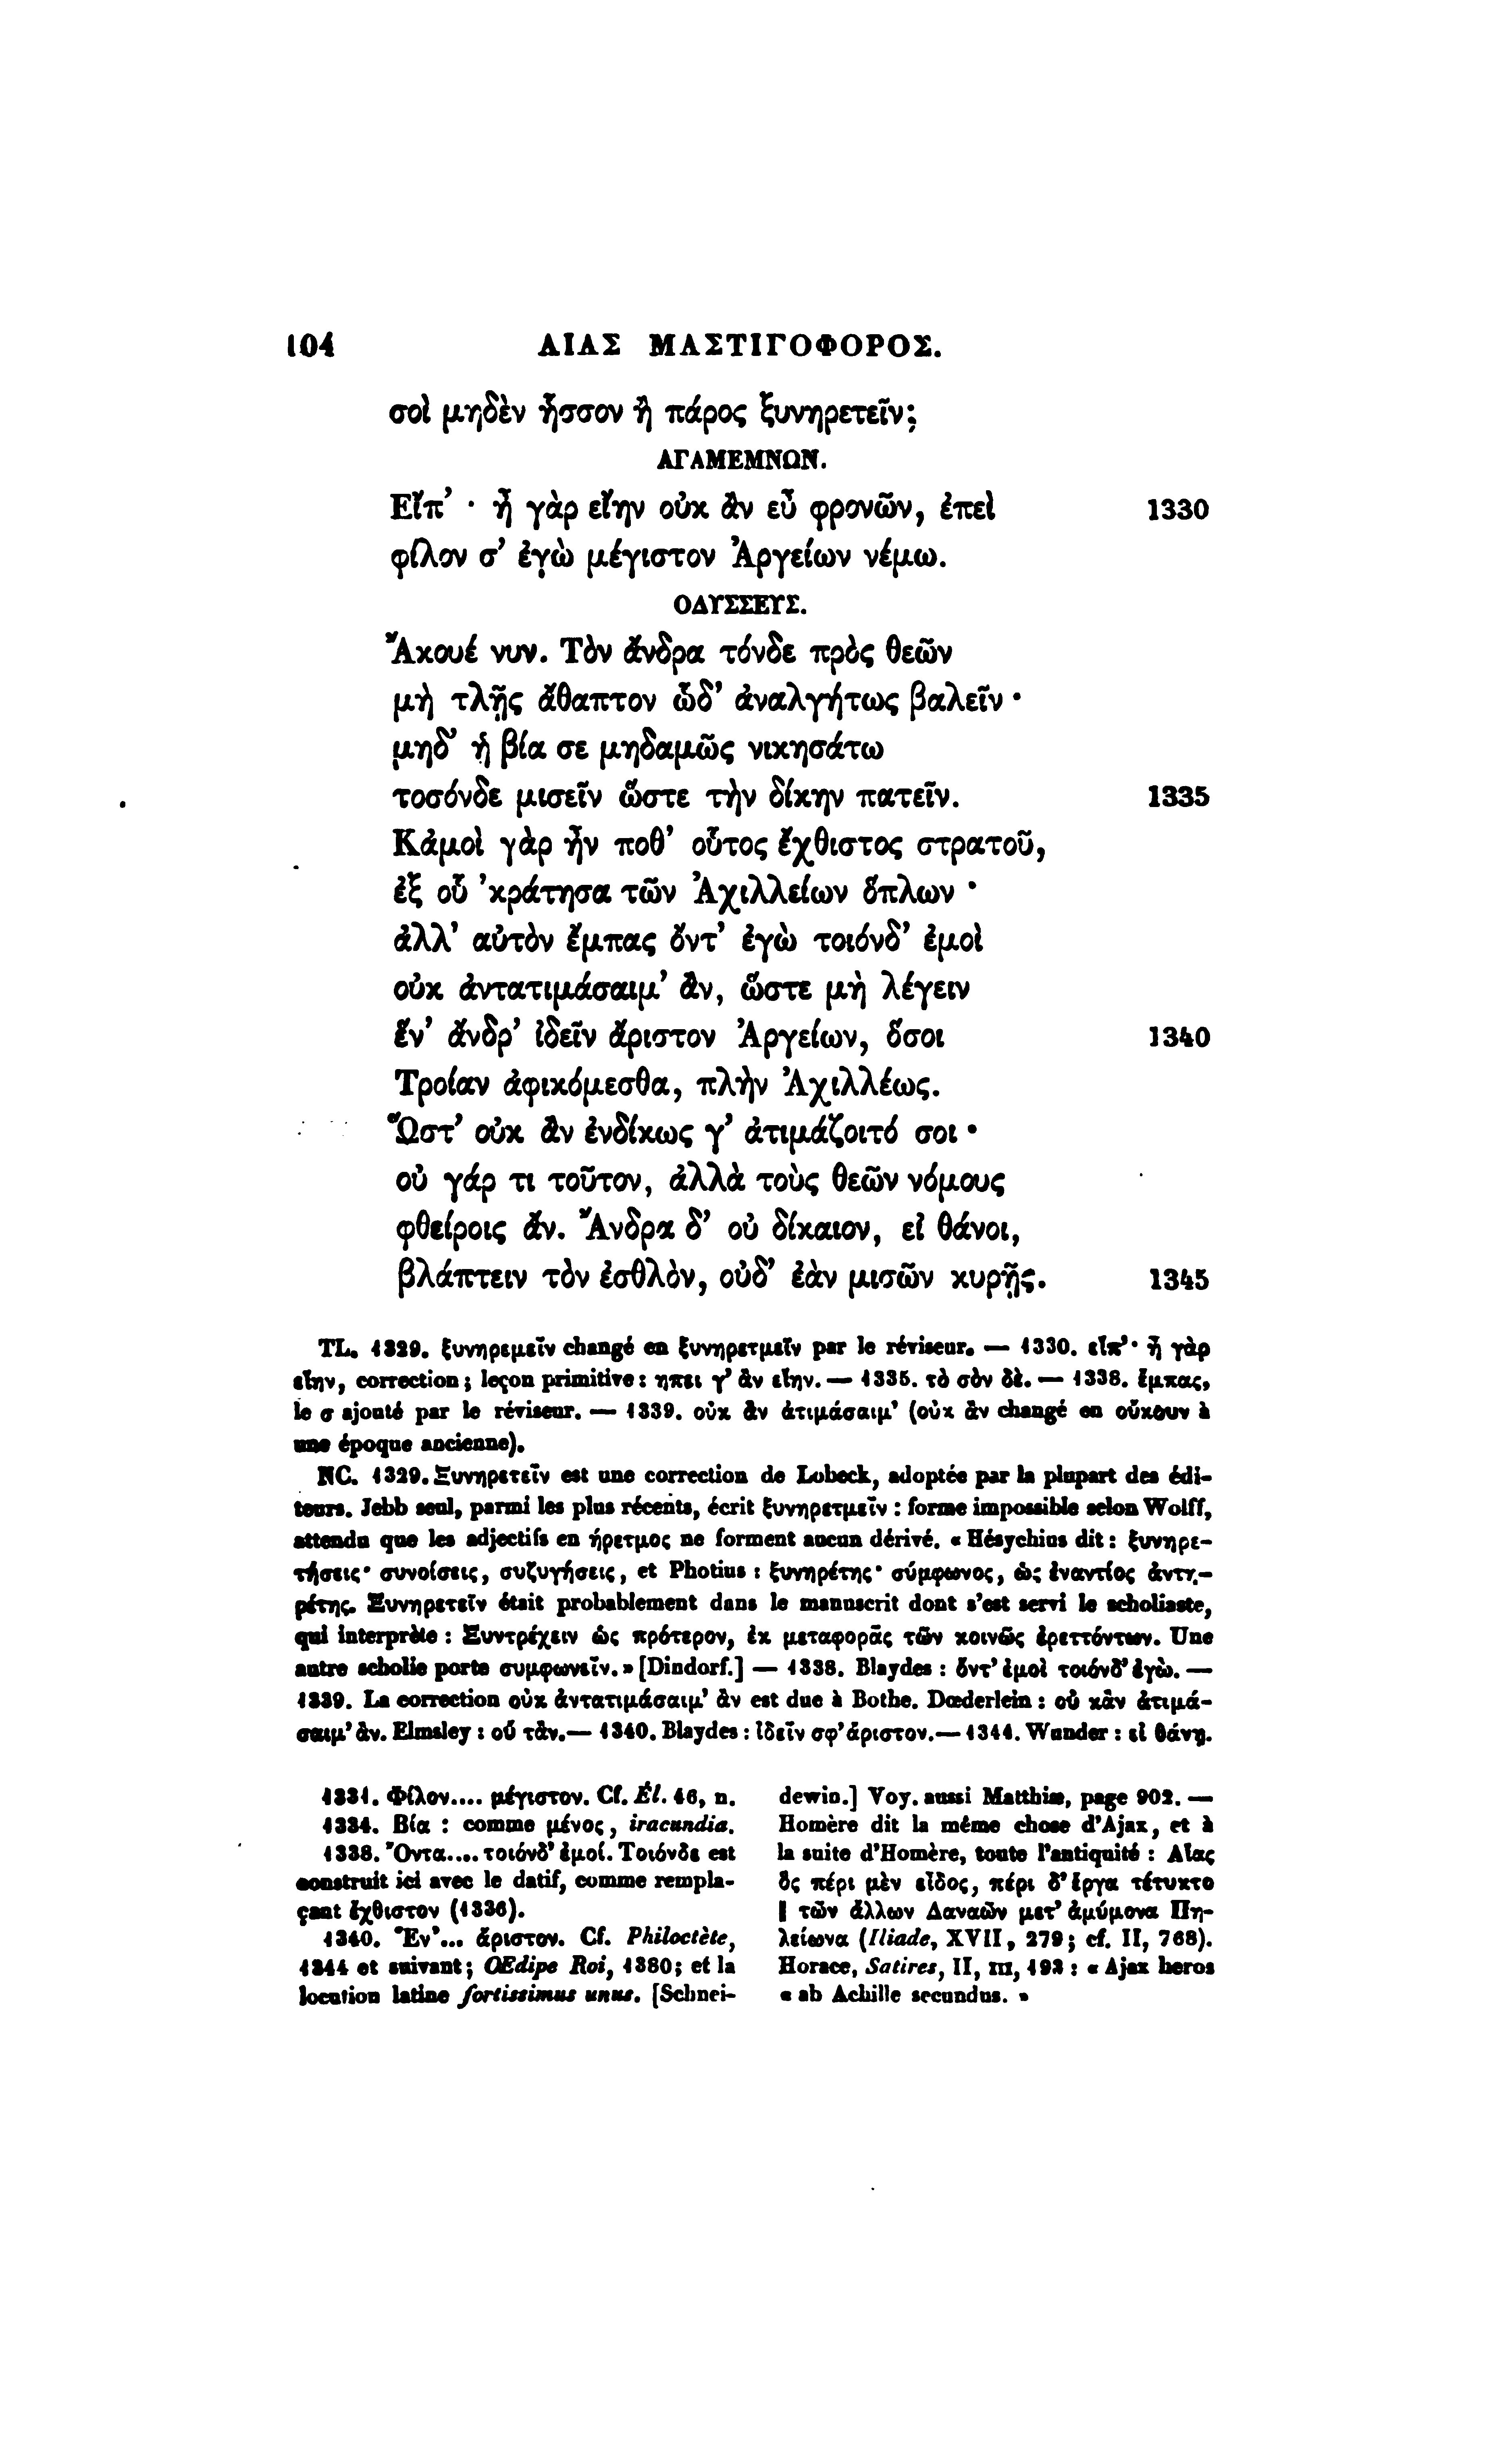 104 ΑΙΑΣ ΜΑΣΤΙΓΟΦΟΡΟΣ.
σοὶ μηδὲν ἧσσον ἢ πάρος ξυνηρετεῖν;
ΑΓΑΜΕΜΝΩΝ.
Εἴπ’ · ἦ γὰρ εἴην οὐκ ἂν εὖ φρονῶν, ἐπεὶ 1330
φίλον σ’ ἐγὼ μέγιστον Ἀργείων νέμω.
ΟΔΥΣΣΕΥΣ.
Ἄκουέ νυν. Τὸν ἄνδρα τόνδε πρὸς θεῶν
μὴ τλῇς ἄθαπτον ὧδ’ ἀναλγήτως βαλεῖν ·
μηδ’ ἡ βία σε μηδαμῶς νικησάτω
τοσόνδε μισεῖν ὥστε τὴν δίκην πατεῖν. 1335
Κἀμοὶ γὰρ ἦν ποθ’ οὗτος ἔχθιστος στρατοῦ,
ἐξ οὗ ’κράτησα τῶν Ἀχιλλείων ὅπλων ·
ἀλλ’ αὐτὸν ἔμπας ὄντ’ ἐγὼ τοιόνδ’ ἐμοὶ
οὐκ ἀντατιμάσαιμ’ ἂν, ὥστε μὴ λέγειν
ἕν’ ἄνδρ’ ἰδεῖν ἄριστον Ἀργείων, ὅσοι 1340
Τροίαν ἀφικόμεσθα, πλὴν Ἀχιλλέως.
Ὥστ’ οὐκ ἂν ἐνδίκως γ’ ἀτιμάζοιτό σοι ·
οὐ γάρ τι τοῦτον, ἀλλὰ τοὺς θεῶν νόμους
φθείροις ἄν. Ἄνδρα δ’ οὐ δίκαιον, εἰ θάνοι,
βλάπτειν τὸν ἐσθλὸν, οὐδ’ ἐὰν μισῶν κυρῇς. 1345
TL. 1329. ξυνηρεμεῖν changé en ξυνηρετμεῖν par le réviseur. — 1330. εἶπ’· ἦ γὰρ
εἴην, correction; leçon primitive : ηπει γ’ ἂν εἴην. — 1335. τὸ σὸν δὲ. — 1338. ἔμπας,
le σ ajouté par le réviseur. — 1339. οὐκ ἂν ἀτιμάσαιμ’ (οὐκ ἂν changé en οὔκουν à
une époque ancienne).
NC. 1329. Ξυνηρετεῖν est une correction de Lobeck, adoptée par la plupart des édi-
teurs. Jebb seul, parmi les plus récents, écrit ξυνηρετμεῖν : forme impossible selon Wolff,
attendu que les adjectifs en ήρετμος ne forment aucun dérivé. « Hésychius dit : ξυνηρε-
τήσεις· συνοίσεις, συζυγήσεις, et Photius : ξυνηρέτης· σύμφωνος, ὡς ἐναντίος ἀντη-
ρέτης. Ξυνηρετεῖν était probablement dans le manuscrit dont s’est servi le scholiaste,
qui interprète : Ξυντρέχειν ὡς πρότερον, ἐκ μεταφορᾶς τῶν κοινῶς ἐρεττόντων. Une
autre scholie porte συμφωνεῖν. » [Dindorf.] — 1338. Blaydes : ὄντ’ ἐμοὶ τοιόνδ’ ἐγώ. —
1339. La correction οὐκ ἀντατιμάσαιμ’ ἂν est due à Bothe. Dœderlein : οὐ κἂν ἀτιμά-
σαιμ’ ἄν. Elmsley : οὔ τἄν. — 1340. Blaydes : ἰδεῖν σφ’ ἄριστον. — 1344. Wunder : εἰ θάνῃ.
1331. Φίλον.... μέγιστον. Cf. Él. 46, n.
1334. Βία : comme μένος, iracundia.
1338. Ὄντα.... τοιόνδ’ ἐμοί. Τοιόνδε est
construit ici avec le datif, comme rempla-
çant ἔχθιστον (1336).
1340. Ἕν’... ἄριστον. Cf. Philoctète,
1344 et suivant; Œdipe Roi, 1380; et la
locution latine fortissimus unus. [Schnei-
dewin.] Voy. aussi Matthiæ, page 902. —
Homère dit la même chose d’Ajax, et à
la suite d’Homère, toute l’antiquité : Αἴας
ὃς πέρι μὲν εἶδος, πέρι δ’ ἔργα τέτυκτο
| τῶν ἄλλων Δαναῶν μετ’ ἀμύμονα Πη-
λείωνα (Iliade, XVII, 279; cf. II, 768).
Horace, Satires, II, III, 193 : « Ajax heros
« ab Achille secundus. »